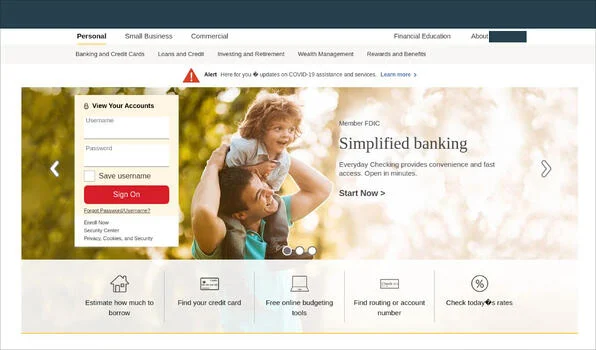 Personal
Small Business
Commercial
Financial Education
About
Banking and Credit Cards
Loans and Credit
Investing and Retirement
Wealth Management
Rewards and Benefits
Alert Here for you � updates on COVID-19 assistance and services. Learn more >
View Your Accounts
Username
Password
Save username
Sign On
Forgot Password/Username?
Enroll Now
Security Center
Privacy, Cookies, and Security
Member FDIC
Simplified banking
Everyday Checking provides convenience and fast
access. Open in minutes.
Start Now >
Estimate how much to
borrow
Find your credit card
Free online budgeting
tools
Find routing or account
number
Check today�s rates